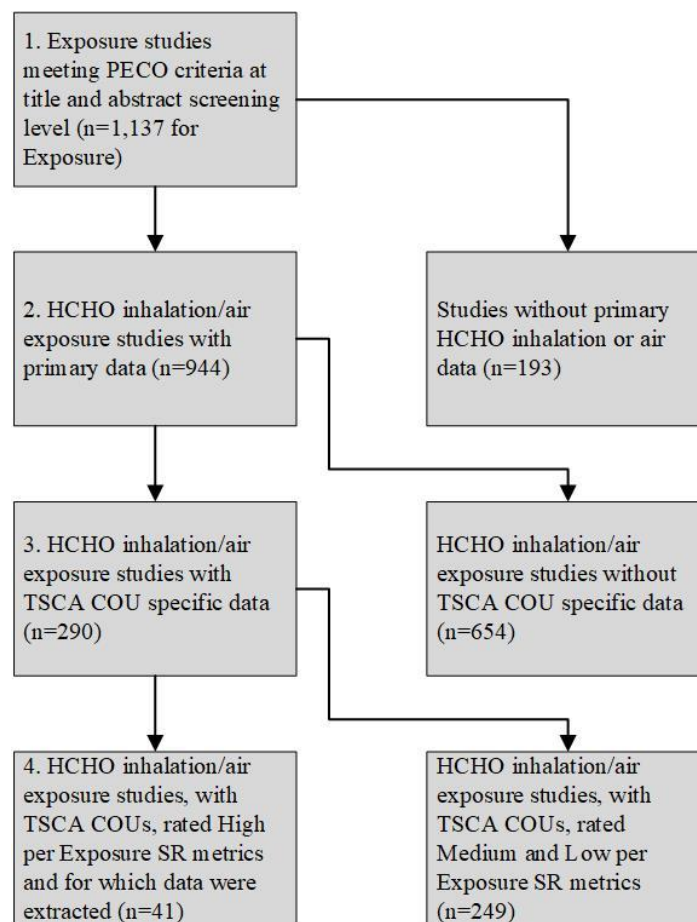 1. Exposure studies
meeting PECO criteria at
title and abstract screening
level (n=1,137 for
Exposure)
2. HCHO inhalation/air
exposure studies with
primary data (n=944)
Studies without primary
HCHO inhalation or air
data (n=193)
3. HCHO inhalation/air
exposure studies with
TSCA COU specific data
(n=290)
HCHO inhalation/air
exposure studies without
TSCA COU specific data
(n=654)
4. HCHO inhalation/air
exposure studies, with
TSCA COUs, rated High
per Exposure SR metrics
and for which data were
extracted (n=41)
HCHO inhalation/air
exposure studies, with
TSCA COUs, rated
Medium and Low per
Exposure SR metrics
(n=249)